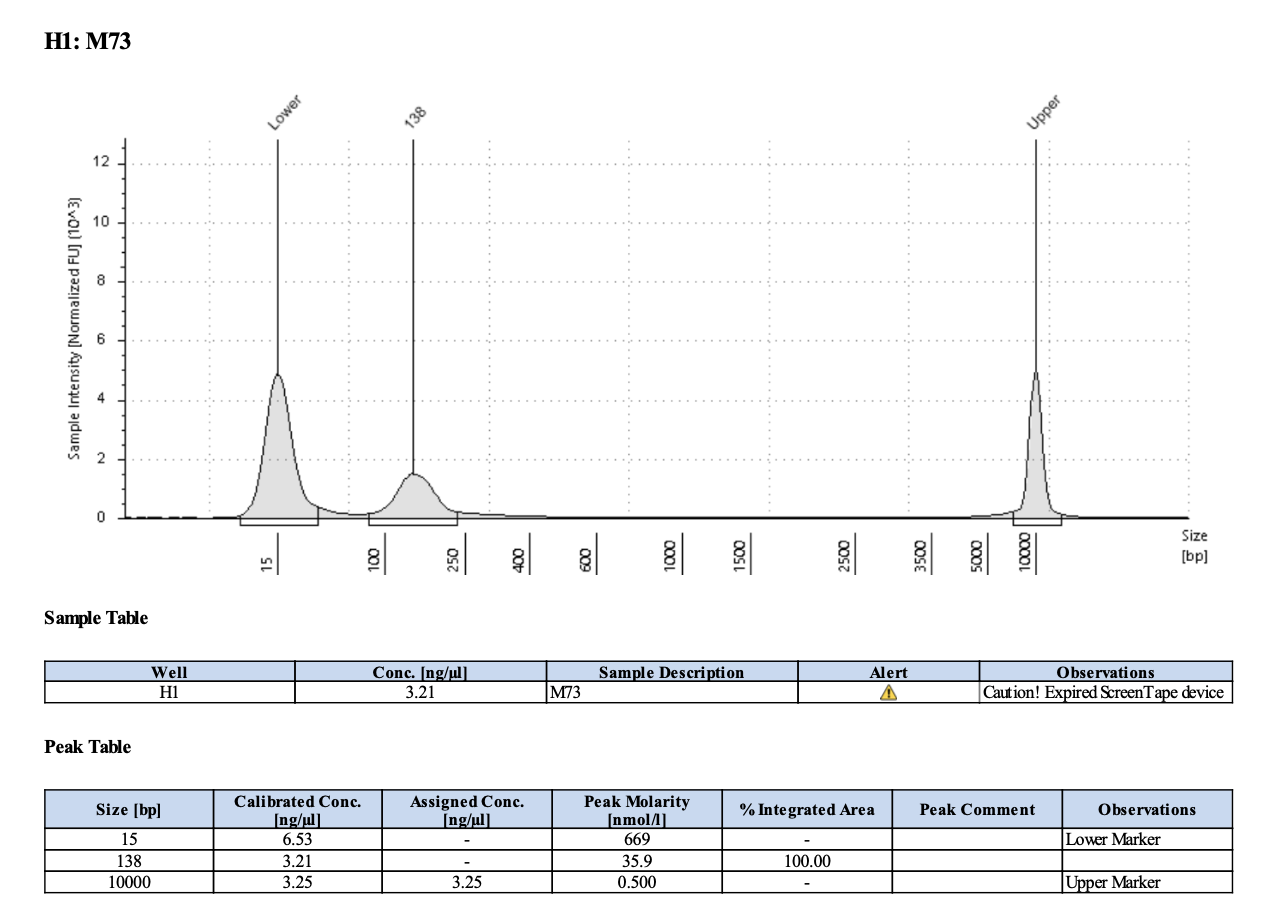 H1: M73
Lower
138
Upper
Sample Intensity [Normalized FU] (10^3)
12
10
8
6
4
2
0
15
100
250
400
600
1000
1500
2500
3500
5000
10000
Size
[bp]
Sample Table
Well Conc. [ng/µl] Sample Description Alert Observations
H1 3.21 M73 Caution! Expired ScreenTape device
Peak Table
Size [bp] Calibrated Conc. [ng/µl] Assigned Conc. [ng/µl] Peak Molarity [nmol/l] % Integrated Area Peak Comment Observations
15 6.53 - 669 - Lower Marker
138 3.21 - 35.9 100.00
10000 3.25 3.25 0.500 - Upper Marker